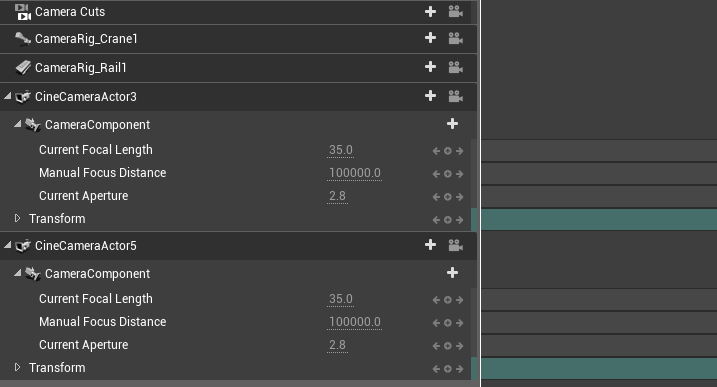 Camera Cuts
CameraRig_Crane1
CameraRig_Rail1
CineCameraActor3
CameraComponent
Current Focal Length 35.0
Manual Focus Distance 100000.0
Current Aperture 2.8
Transform
CineCameraActor5
CameraComponent
Current Focal Length 35.0
Manual Focus Distance 100000.0
Current Aperture 2.8
Transform